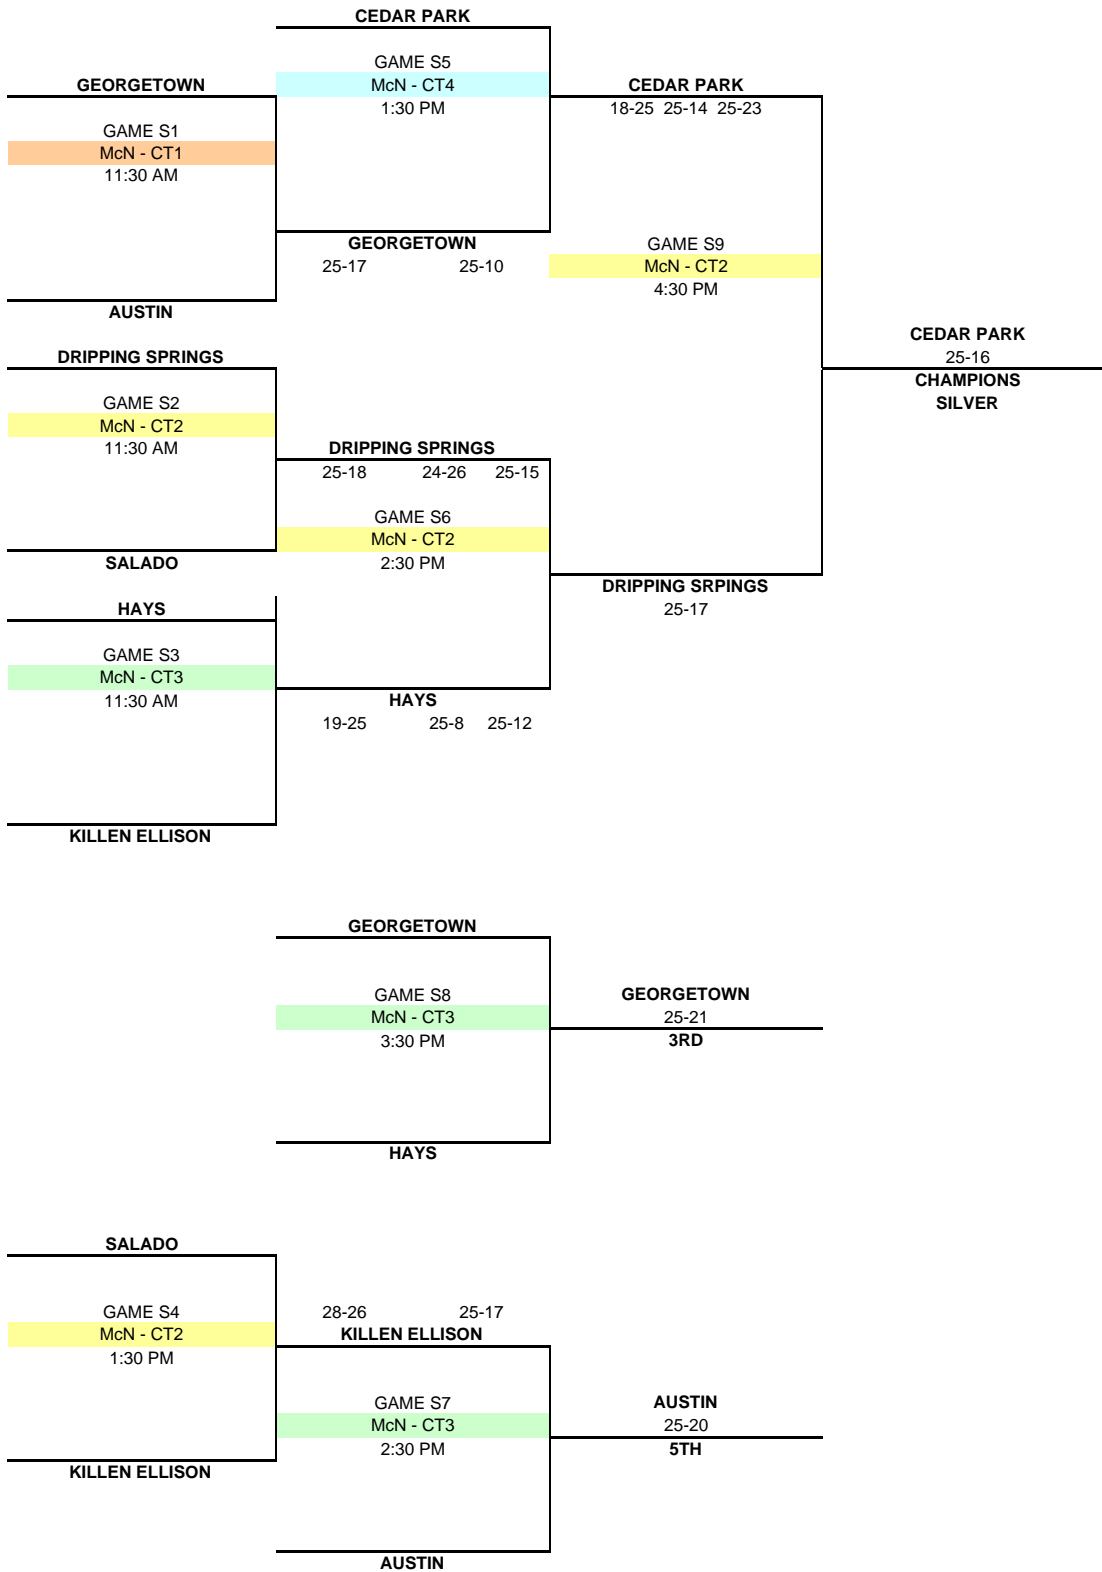 CEDAR PARK
GAME S5
GEORGETOWN McN - CT4 CEDAR PARK
1:30 PM 18-25 25-14 25-23
GAME S1
McN - CT1
11:30 AM
GEORGETOWN GAME S9
25-17 25-10 McN - CT2
4:30 PM
AUSTIN
CEDAR PARK
DRIPPING SPRINGS 25-16
CHAMPIONS
GAME S2 SILVER
McN - CT2
11:30 AM DRIPPING SPRINGS
25-18 24-26 25-15
GAME S6
McN - CT2
SALADO 2:30 PM
DRIPPING SRPINGS
HAYS 25-17
GAME S3
McN - CT3
11:30 AM HAYS
19-25 25-8 25-12
KILLEN ELLISON
GEORGETOWN
GAME S8 GEORGETOWN
McN - CT3 25-21
3:30 PM 3RD
HAYS
SALADO
GAME S4 28-26 25-17
McN - CT2 KILLEN ELLISON
1:30 PM
GAME S7 AUSTIN
McN - CT3 25-20
2:30 PM 5TH
KILLEN ELLISON
AUSTIN